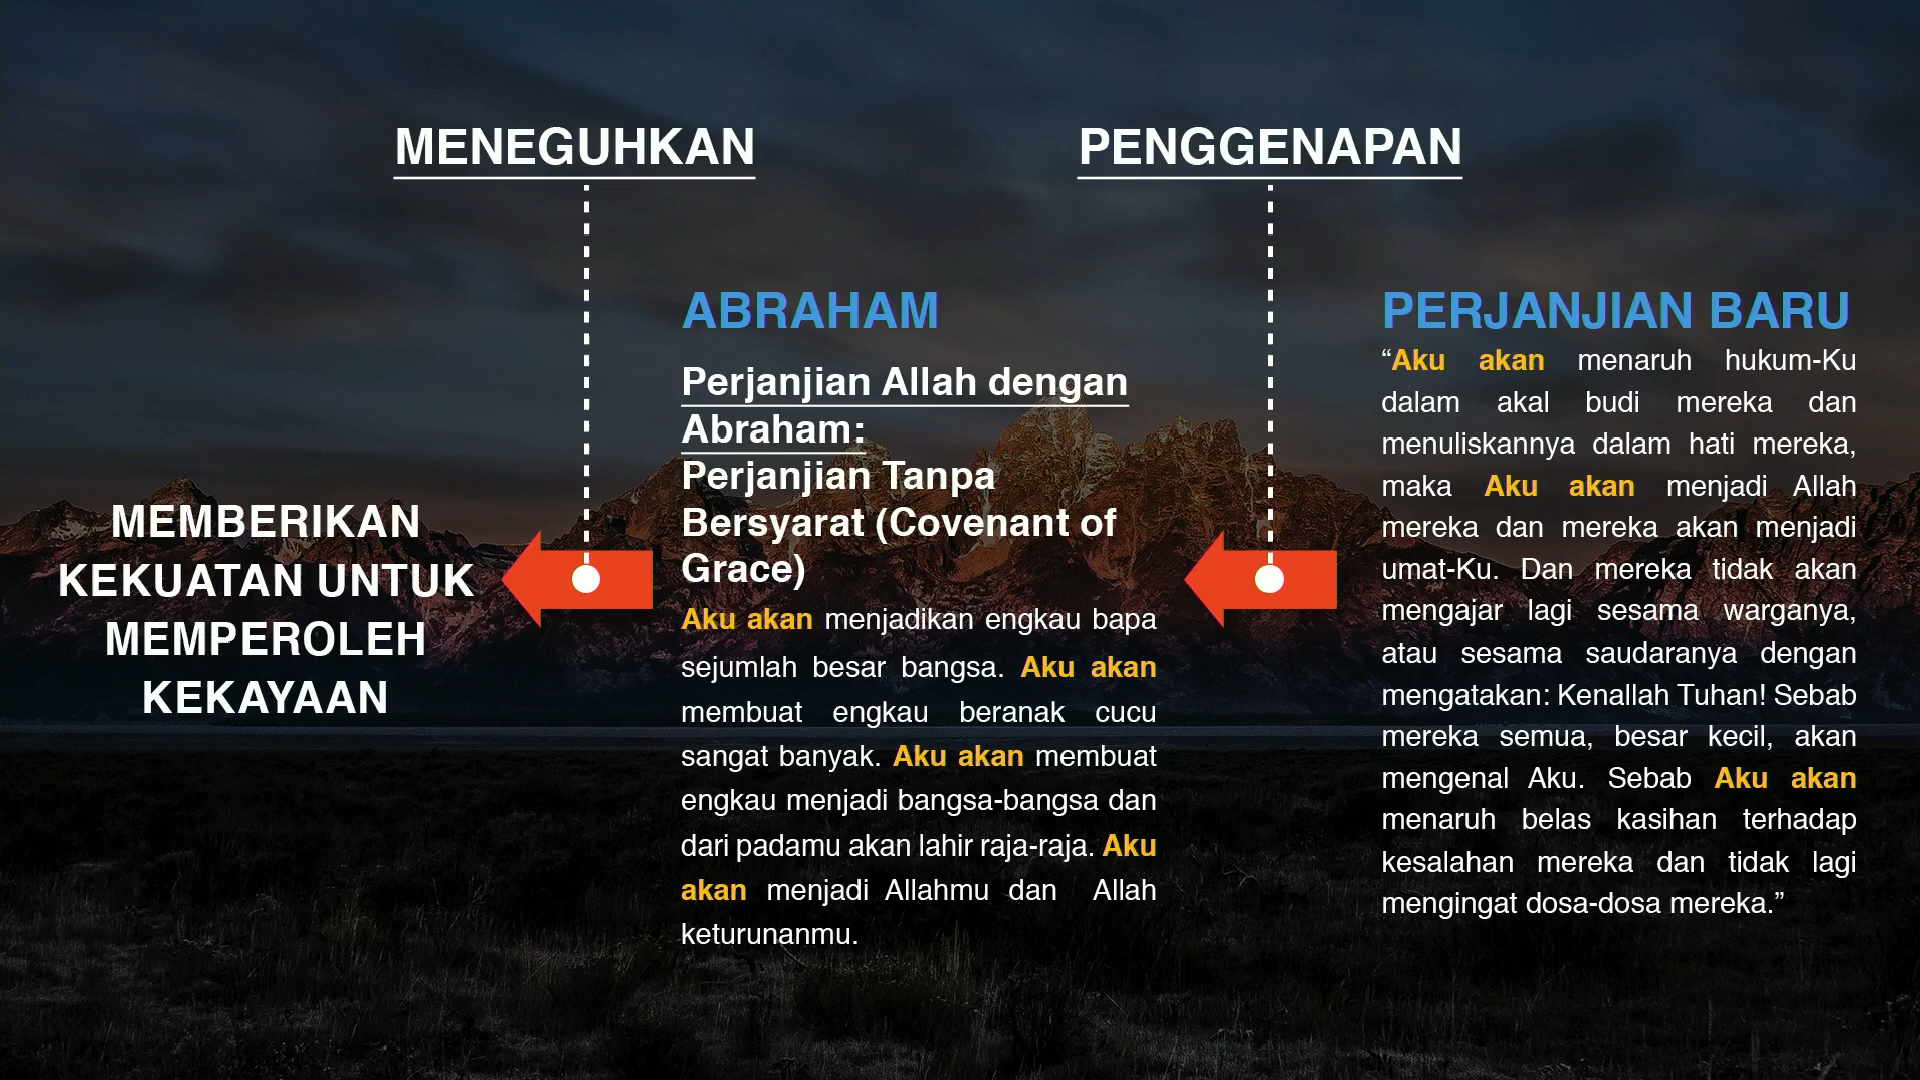 MENEGUHKAN
PENGGENAPAN
MEMBERIKAN
KEKUATAN UNTUK
MEMPEROLEH
KEKAYAAN
ABRAHAM
Perjanjian Allah dengan
Abraham:
Perjanjian Tanpa
Bersyarat (Covenant of
Grace)
Aku akan menjadikan engkau bapa
sejumlah besar bangsa. Aku akan
membuat engkau beranak cucu
sangat banyak. Aku akan membuat
engkau menjadi bangsa-bangsa dan
dari padamu akan lahir raja-raja. Aku
akan menjadi Allahmu dan Allah
keturunanmu.
PERJANJIAN BARU
“Aku akan menaruh hukum-Ku
dalam akal budi mereka dan
menuliskannya dalam hati mereka,
maka Aku akan menjadi Allah
mereka dan mereka akan menjadi
umat-Ku. Dan mereka tidak akan
mengajar lagi sesama warganya,
atau sesama saudaranya dengan
mengatakan: Kenallah Tuhan! Sebab
mereka semua, besar kecil, akan
mengenal Aku. Sebab Aku akan
menaruh belas kasihan terhadap
kesalahan mereka dan tidak lagi
mengingat dosa-dosa mereka.”